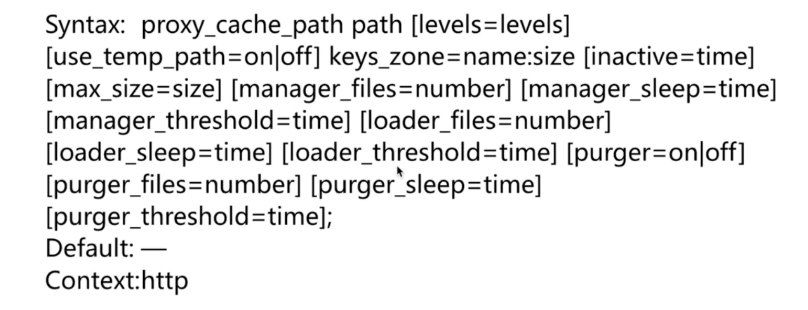 Syntax:  proxy_cache_path path [levels=levels]
[use_temp_path=on|off] keys_zone=name:size [inactive=time]
[max_size=size] [manager_files=number] [manager_sleep=time]
[manager_threshold=time] [loader_files=number]
[loader_sleep=time] [loader_threshold=time] [purger=on|off]
[purger_files=number] [purger_sleep=time]
[purger_threshold=time];
Default: —
Context:http